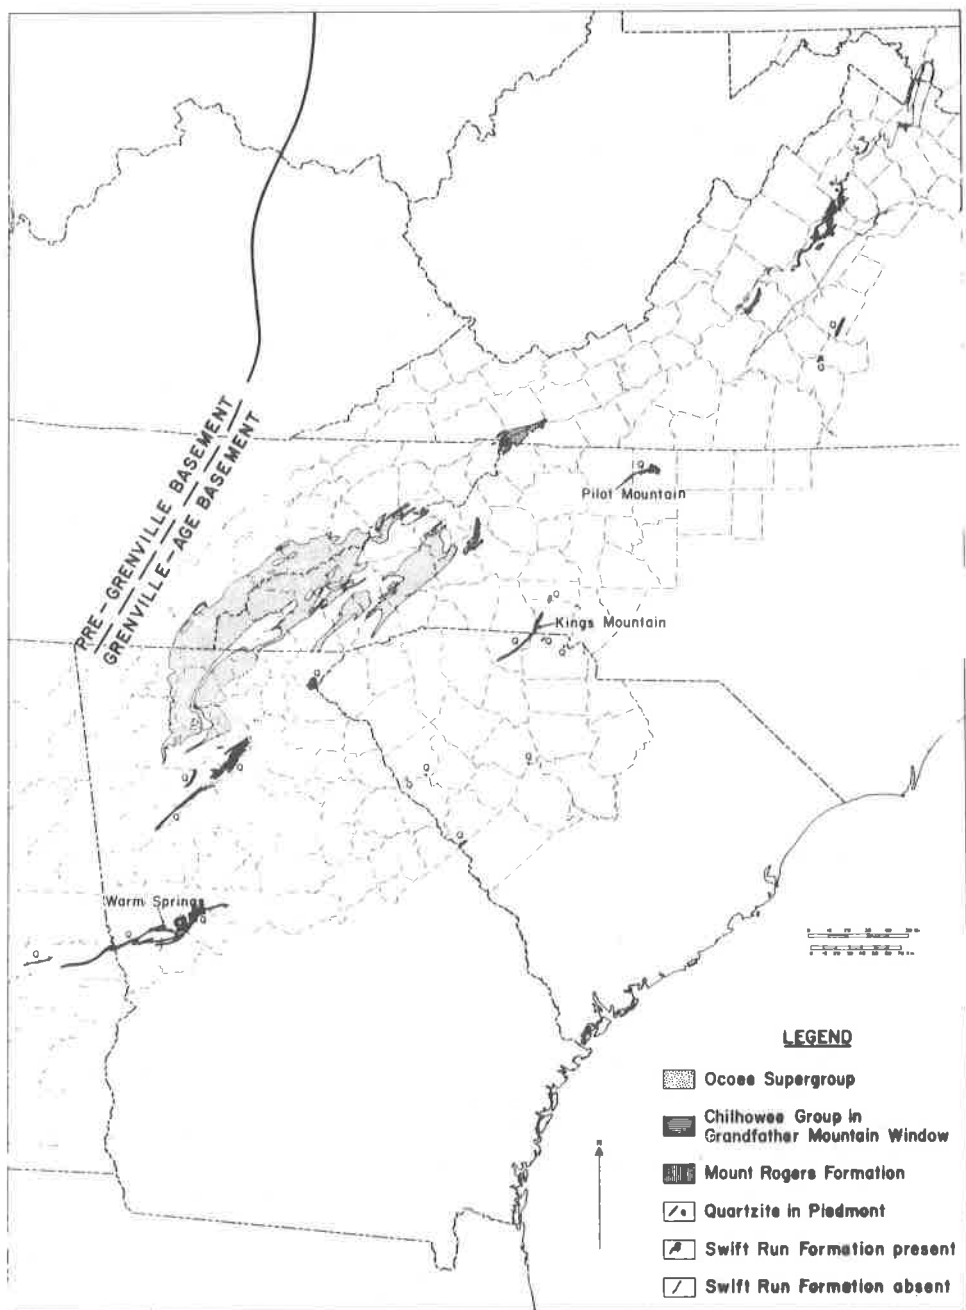 PRE-GRENVILLE BASEMENT
GRENVILLE-AGE BASEMENT
Q
Q
Q
Pilot Mountain
Q
Kings Mountain
Q
Q
Q
Q
Q
Q
Q
Q
Q
Q
Q
Warm Springs
Q
Q
Q
LEGEND
Ocoee Supergroup
Chilhowee Group in
Grandfather Mountain Window
Mount Rogers Formation
Quartzite in Piedmont
Swift Run Formation present
Swift Run Formation absent
N